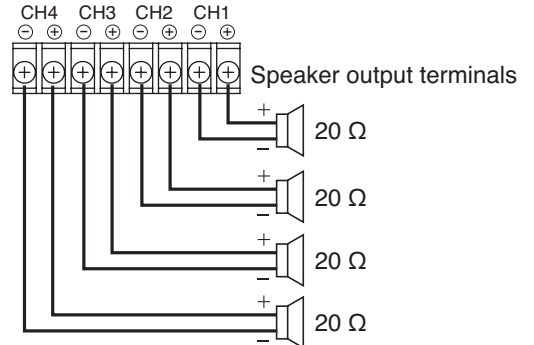 CH4 CH3 CH2 CH1
⊖ ⊕ ⊖ ⊕ ⊖ ⊕ ⊖ ⊕
Speaker output terminals
+
20 Ω
−
+
20 Ω
−
+
20 Ω
−
+
20 Ω
−